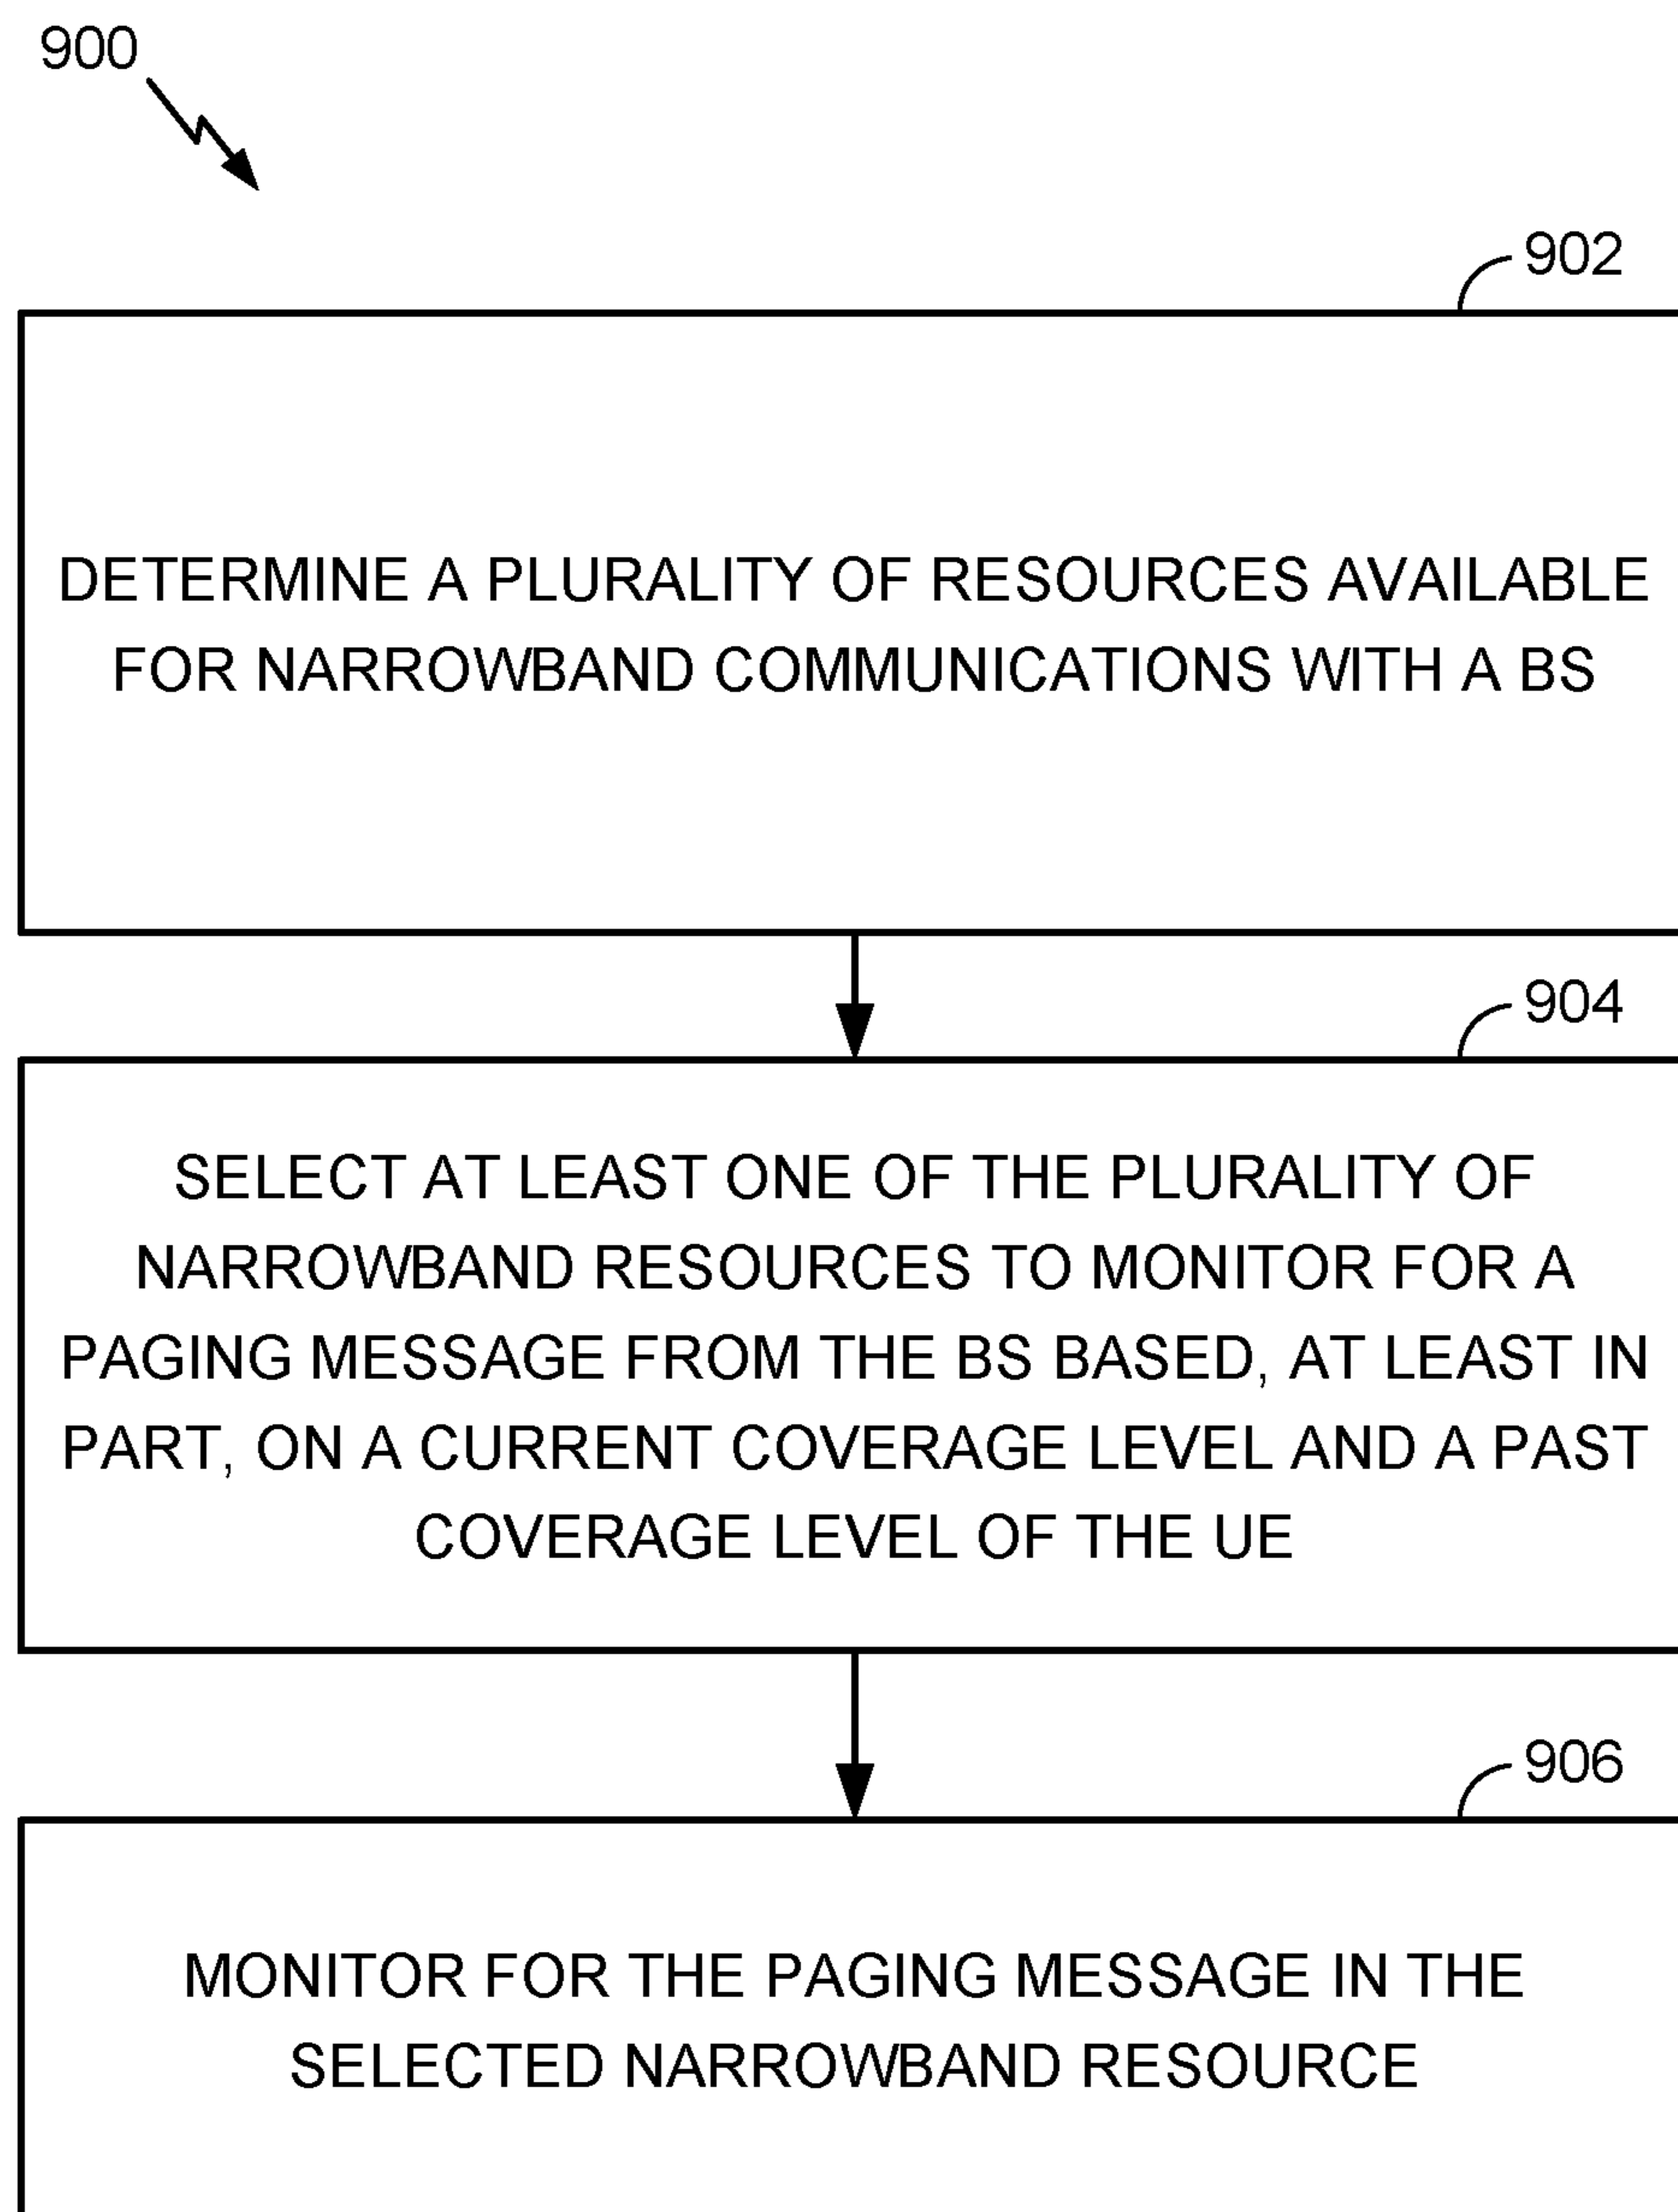 900
902
DETERMINE A PLURALITY OF RESOURCES AVAILABLE
FOR NARROWBAND COMMUNICATIONS WITH A BS
904
SELECT AT LEAST ONE OF THE PLURALITY OF
NARROWBAND RESOURCES TO MONITOR FOR A
PAGING MESSAGE FROM THE BS BASED, AT LEAST IN
PART, ON A CURRENT COVERAGE LEVEL AND A PAST
COVERAGE LEVEL OF THE UE
906
MONITOR FOR THE PAGING MESSAGE IN THE
SELECTED NARROWBAND RESOURCE